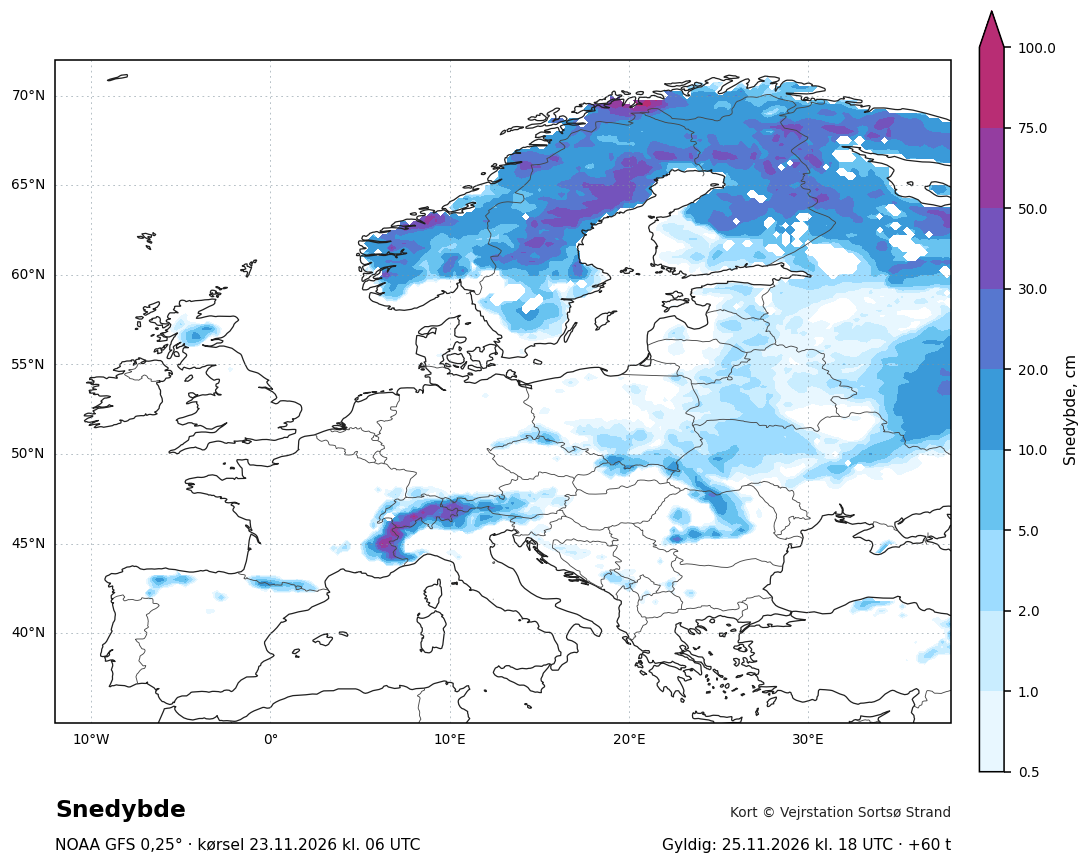 100.0
75.0
50.0
30.0
20.0
10.0
5.0
2.0
1.0
0.5
Snedybde, cm
70°N
65°N
60°N
55°N
50°N
45°N
40°N
10°W 0° 10°E 20°E 30°E
Snedybde
Kort © Vejrstation Sortsø Strand
NOAA GFS 0,25° · kørsel 23.11.2026 kl. 06 UTC
Gyldig: 25.11.2026 kl. 18 UTC · +60 t